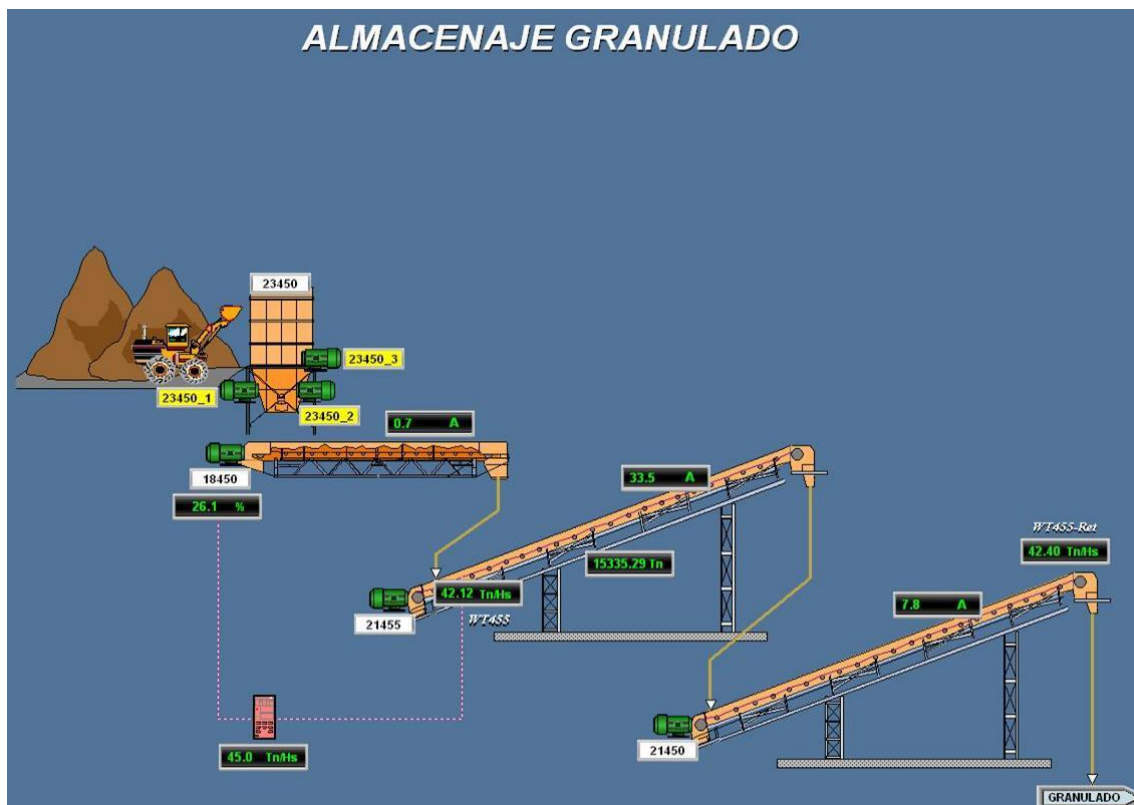 ALMACENAJE GRANULADO
23450
23450_3
23450_1
23450_2
0.7 A
18450
26.1 %
33.5 A
WT455-Ret
42.40 Tn/Hs
15335.29 Tn
42.12 Tn/Hs
7.8 A
21455
WT455
21450
45.0 Tn/Hs
GRANULADO